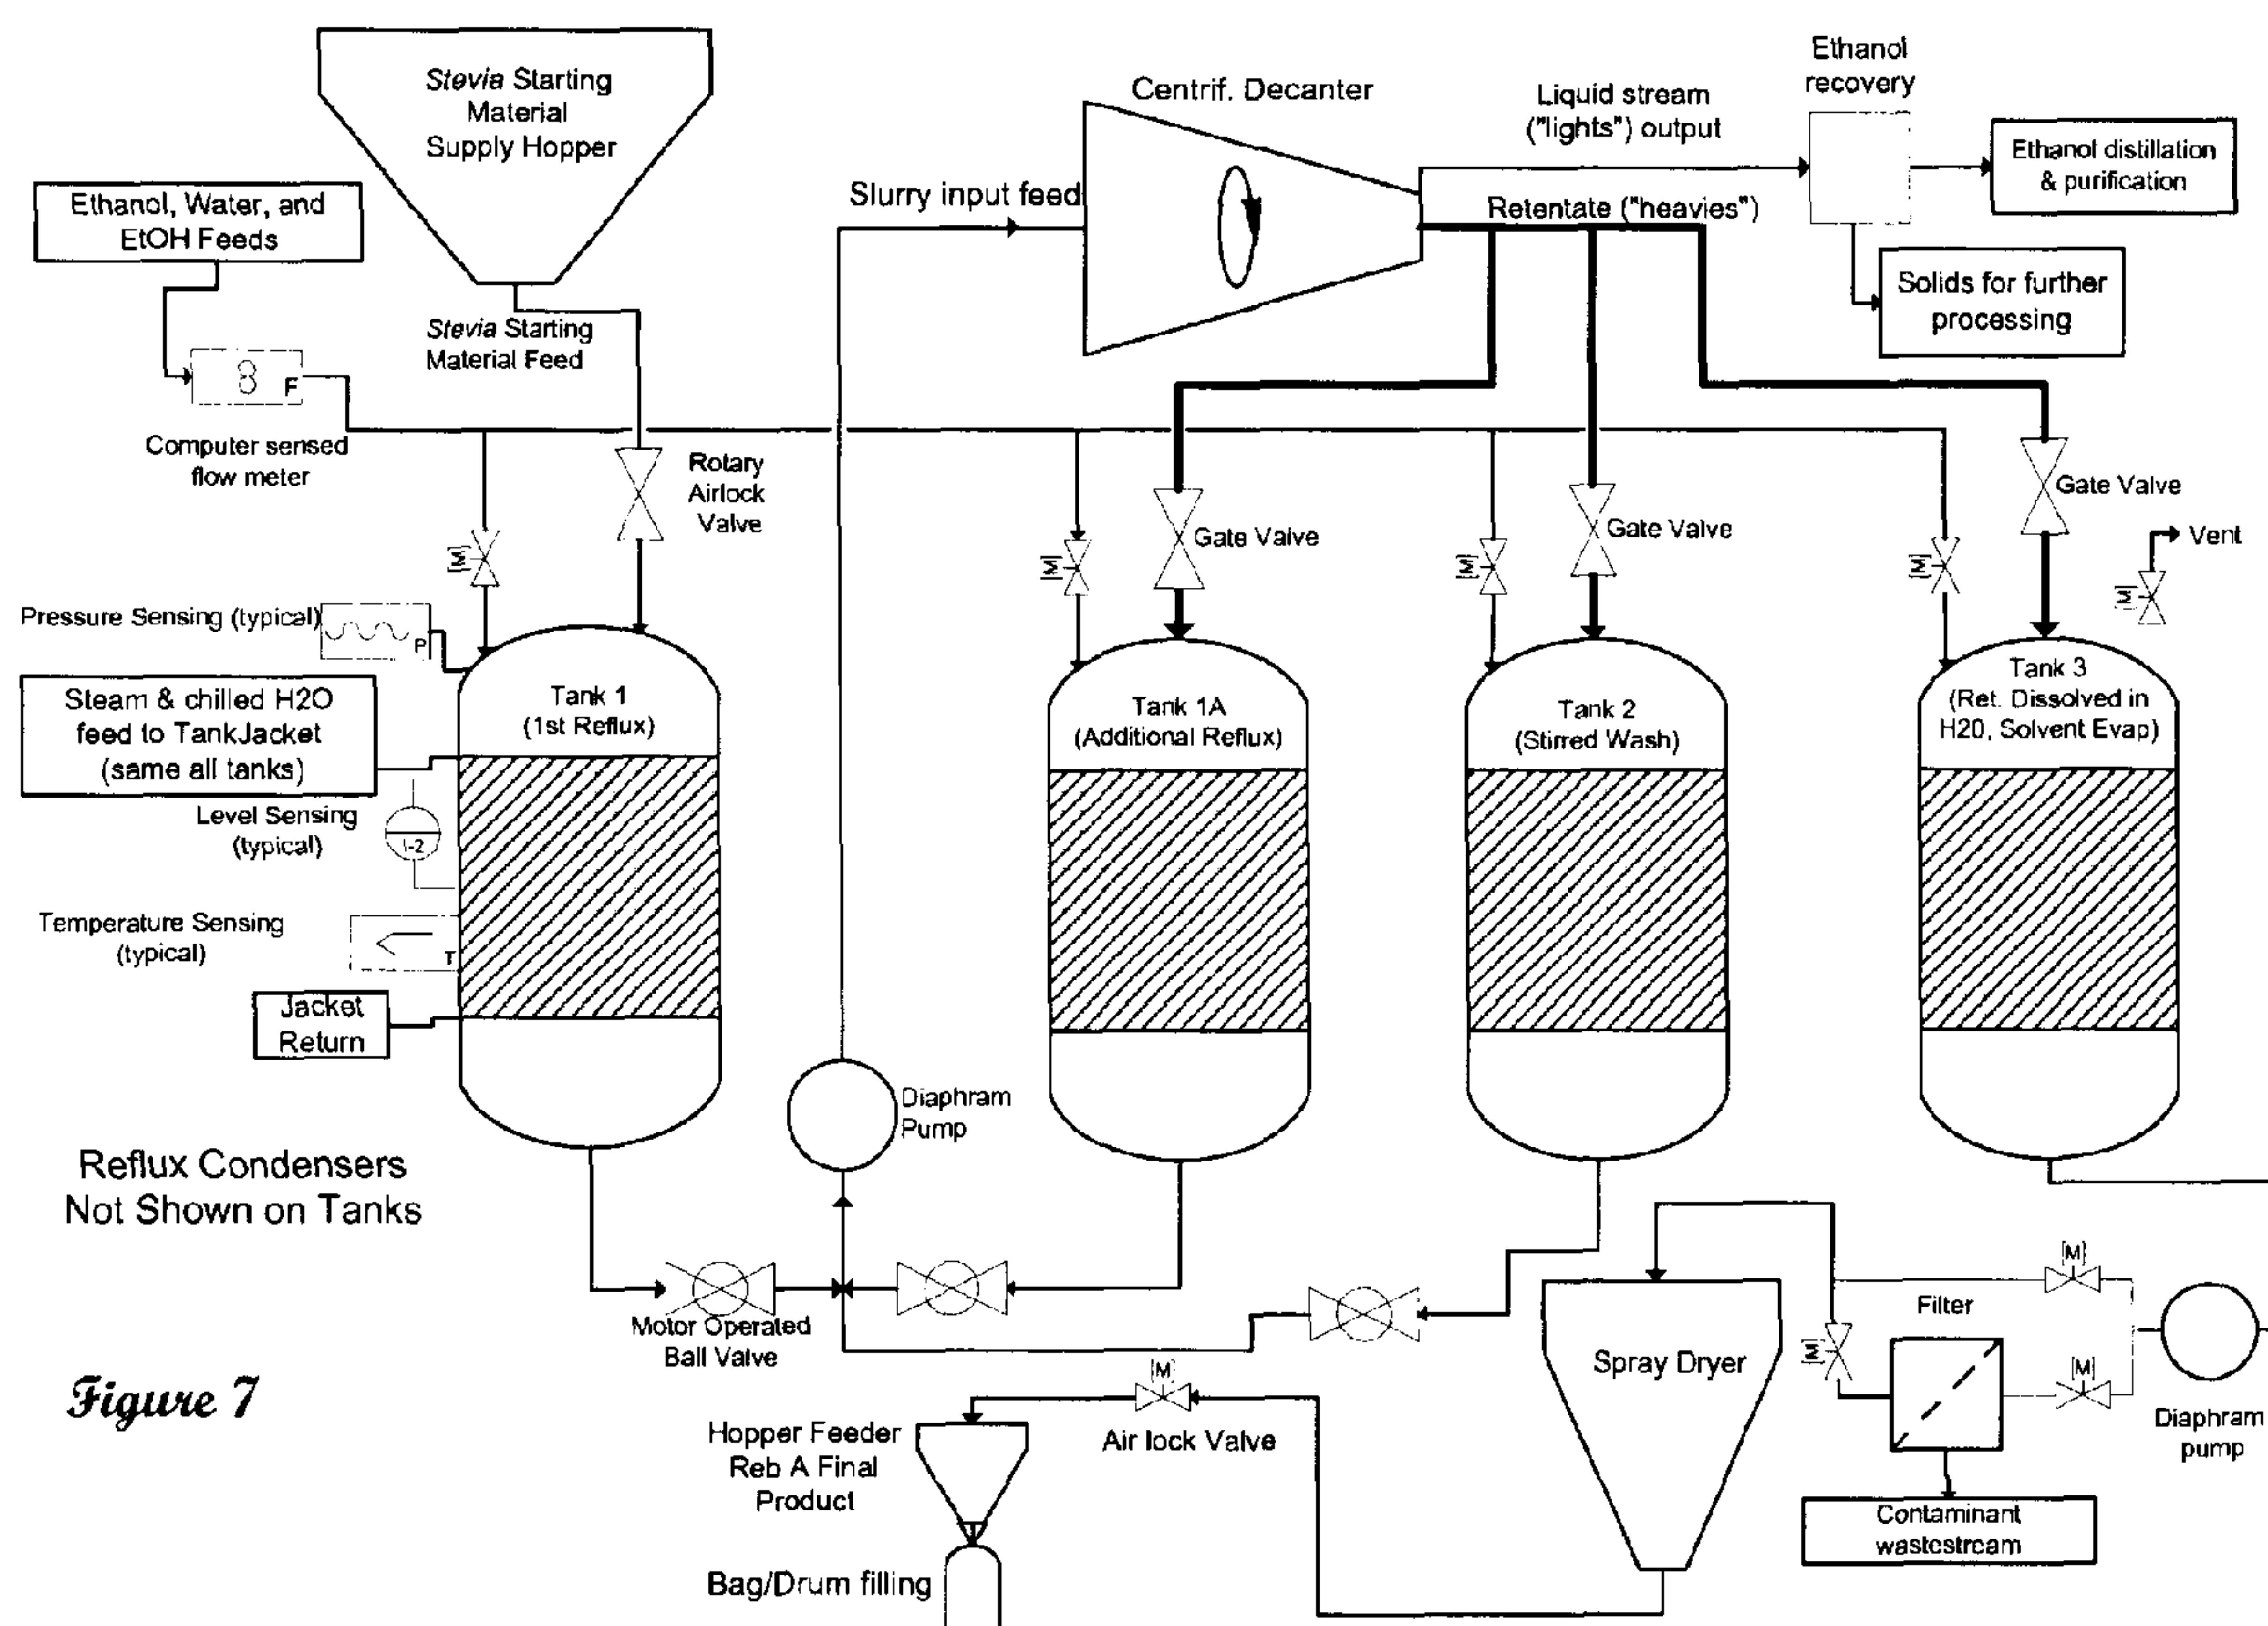 Stevia Starting
Material
Supply Hopper
Ethanol, Water, and
EtOH Feeds
Stevia Starting
Material Feed
8 F
Computer sensed
flow meter
Rotary
Airlock
Valve
Slurry input feed
Centrif. Decanter
Liquid stream
("lights") output
Retentate ("heavies")
Ethanol
recovery
Ethanol distillation
& purification
Solids for further
processing
[M]
[M]
Gate Valve
[M]
Gate Valve
[M]
Gate Valve
Vent
[M]
Pressure Sensing (typical)
P
Steam & chilled H2O
feed to TankJacket
(same all tanks)
Level Sensing
(typical)
Temperature Sensing
(typical)
T
Jacket
Return
Tank 1
(1st Reflux)
Tank 1A
(Additional Reflux)
Tank 2
(Stirred Wash)
Tank 3
(Ret. Dissolved in
H20, Solvent Evap)
Diaphram
Pump
Reflux Condensers
Not Shown on Tanks
Motor Operated
Ball Valve
Figure 7
[M]
Air lock Valve
Hopper Feeder
Reb A Final
Product
Bag/Drum filling
Spray Dryer
[M]
Filter
[M]
[M]
Diaphram
pump
Contaminant
wastestream